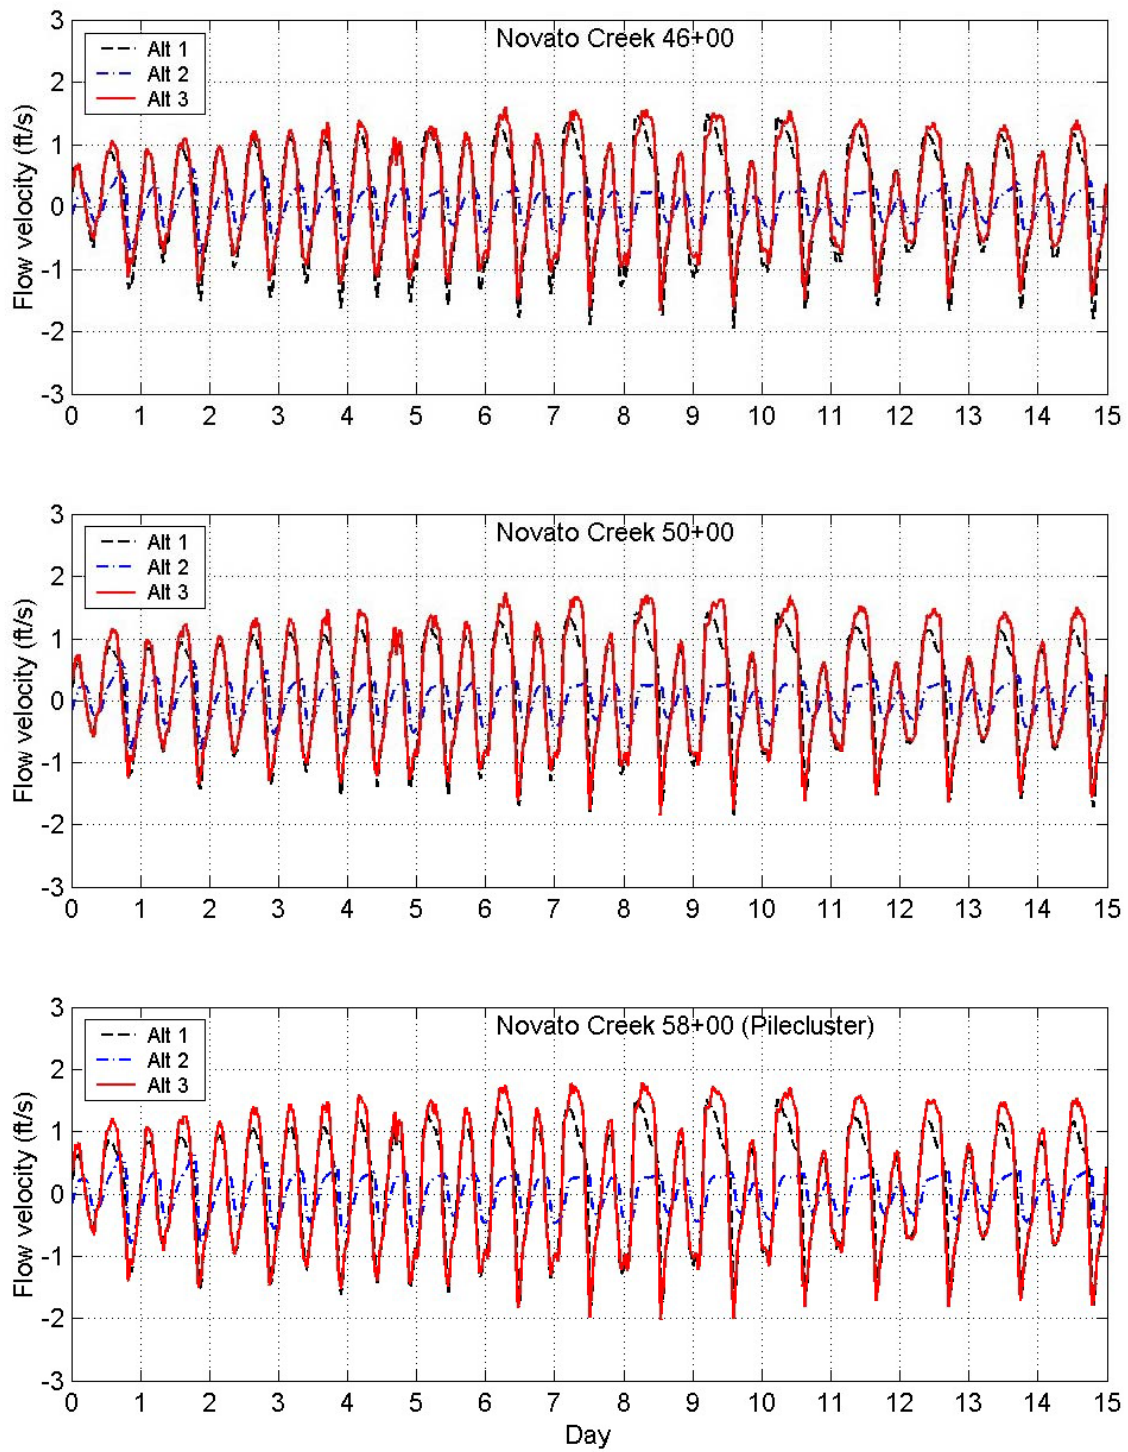 Novato Creek 46+00
Alt 1
Alt 2
Alt 3
Flow velocity (ft/s)
3
2
1
0
-1
-2
-3
0 1 2 3 4 5 6 7 8 9 10 11 12 13 14 15
Novato Creek 50+00
Alt 1
Alt 2
Alt 3
Flow velocity (ft/s)
3
2
1
0
-1
-2
-3
0 1 2 3 4 5 6 7 8 9 10 11 12 13 14 15
Novato Creek 58+00 (Pilecluster)
Alt 1
Alt 2
Alt 3
Flow velocity (ft/s)
3
2
1
0
-1
-2
-3
0 1 2 3 4 5 6 7 8 9 10 11 12 13 14 15
Day